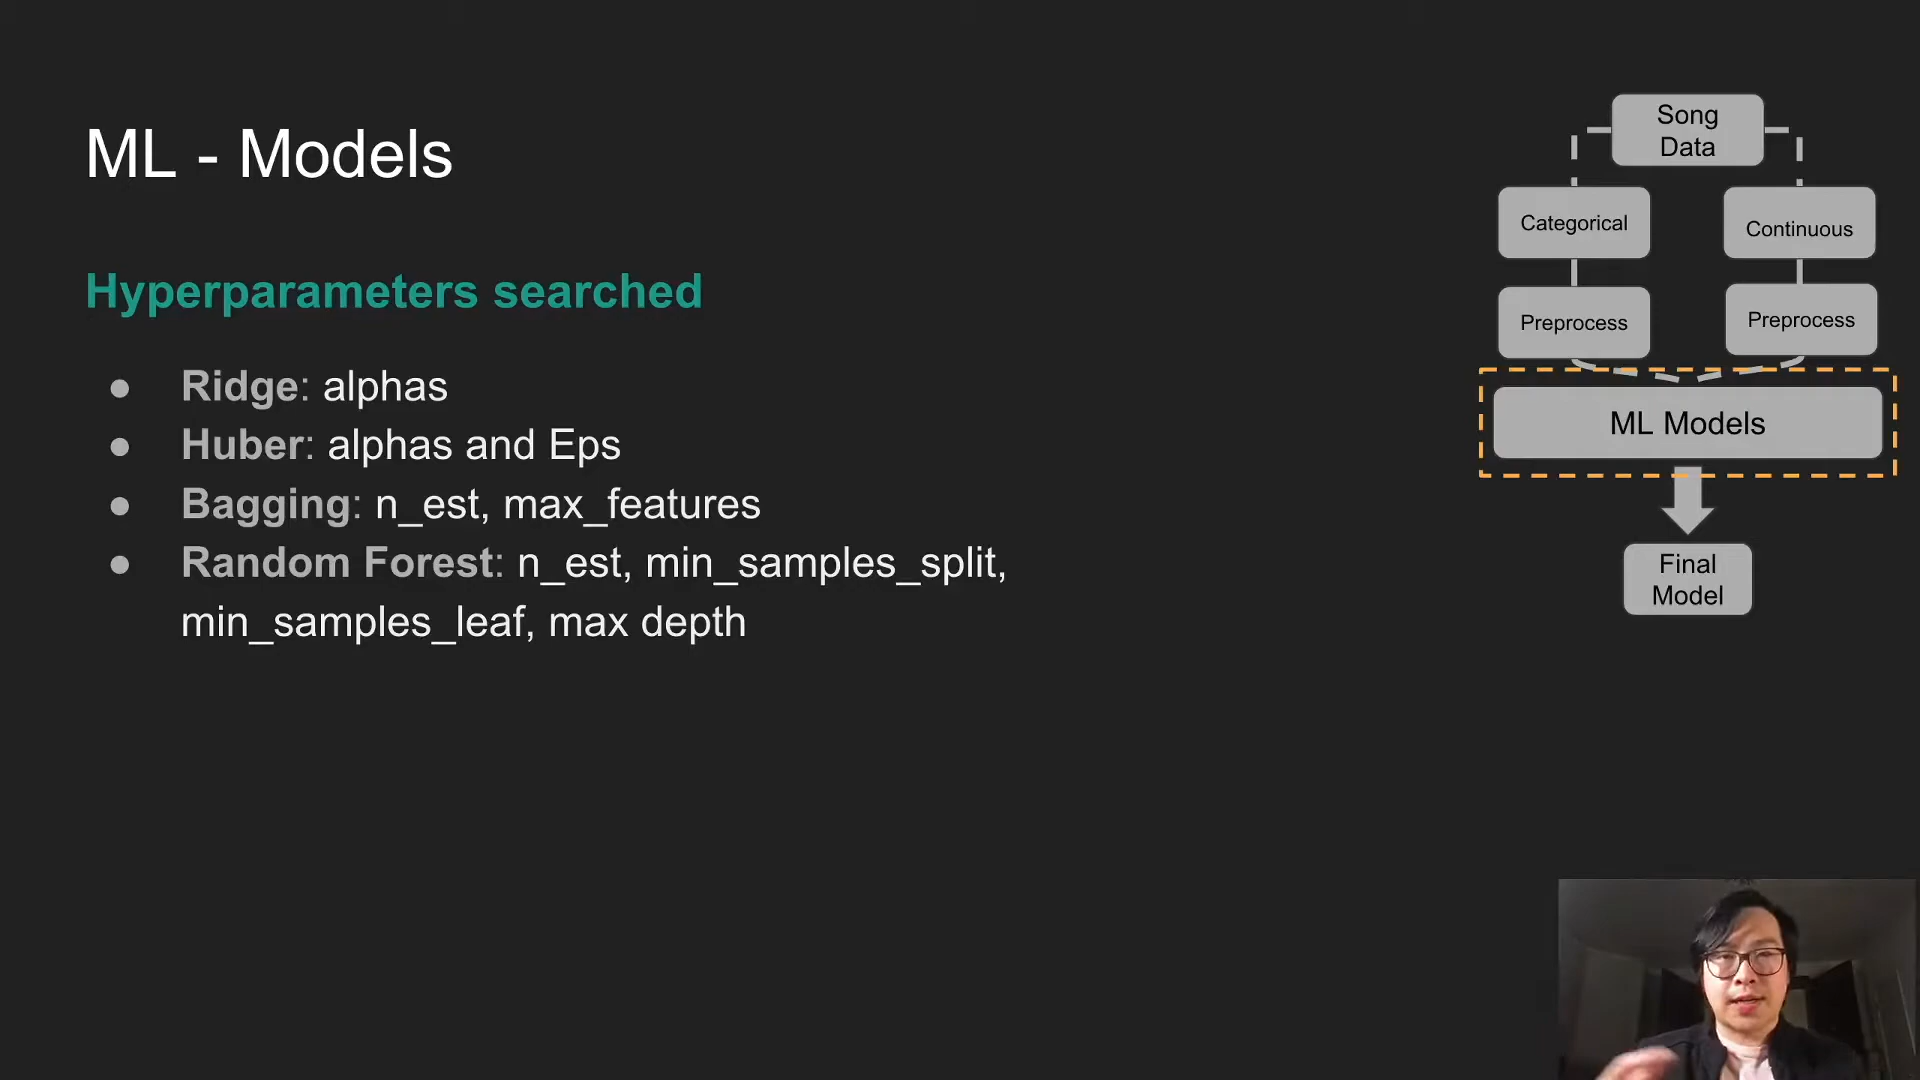 ML - Models
Hyperparameters searched
● Ridge: alphas
● Huber: alphas and Eps
● Bagging: n_est, max_features
● Random Forest: n_est, min_samples_split,
min_samples_leaf, max depth
Song
Data
Categorical
Continuous
Preprocess
Preprocess
ML Models
Final
Model